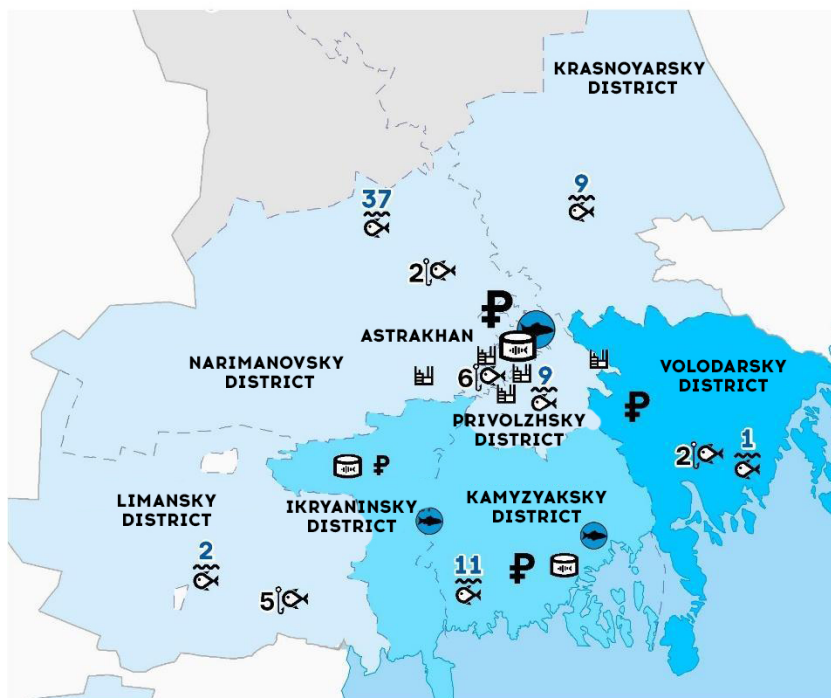 KRASNOYARSKY
DISTRICT
37
9
2
₽
ASTRAKHAN
NARIMANOVSKY
DISTRICT
6
9
VOLODARSKY
DISTRICT
₽
PRIVOLZHSKY
DISTRICT
2
1
₽
LIMANSKY
DISTRICT
IKRYANINSKY
DISTRICT
KAMYZYAKSKY
DISTRICT
2
5
11
₽